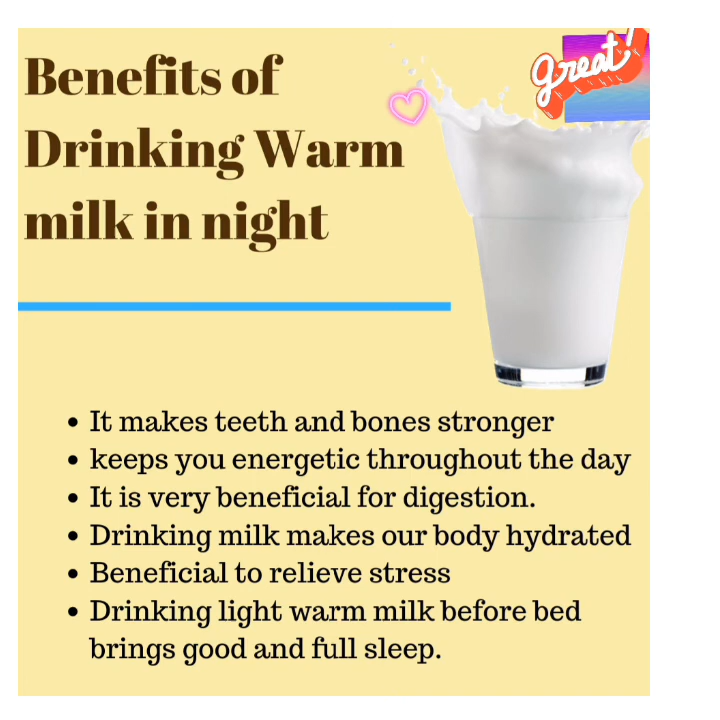 great!
Benefits of
Drinking Warm
milk in night
• It makes teeth and bones stronger
• keeps you energetic throughout the day
• It is very beneficial for digestion.
• Drinking milk makes our body hydrated
• Beneficial to relieve stress
• Drinking light warm milk before bed
brings good and full sleep.